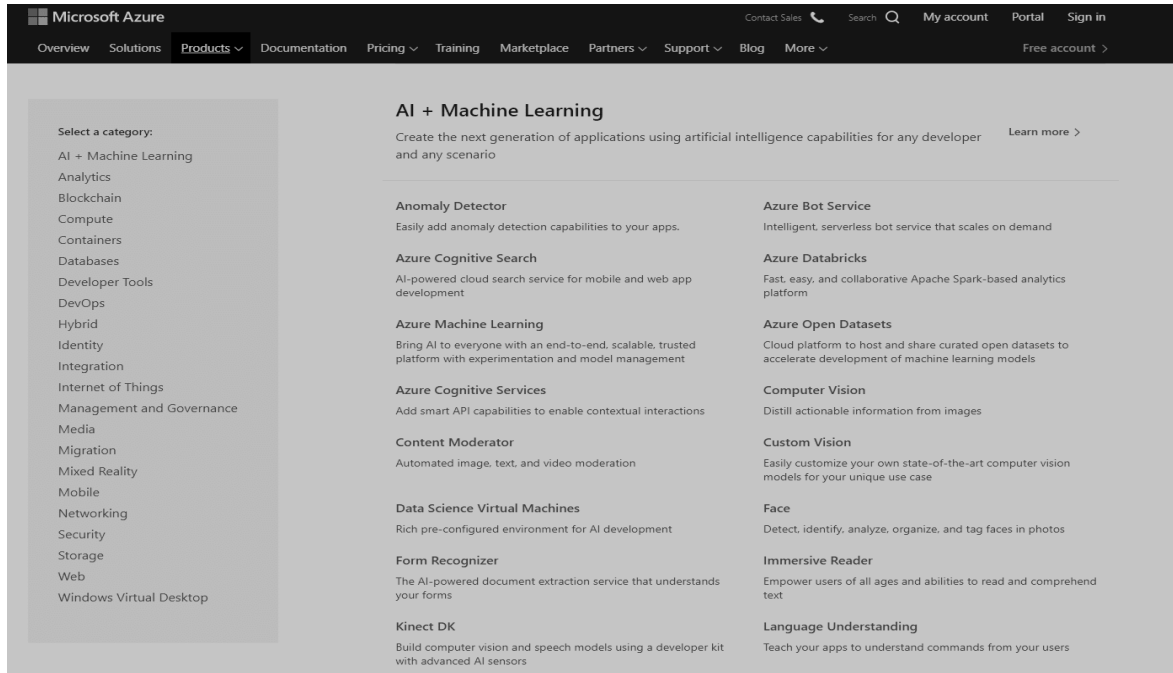 Microsoft Azure
Contact Sales
Search
My account
Portal
Sign in
Overview
Solutions
Products
Documentation
Pricing
Training
Marketplace
Partners
Support
Blog
More
Free account
Select a category:
AI + Machine Learning
Analytics
Blockchain
Compute
Containers
Databases
Developer Tools
DevOps
Hybrid
Identity
Integration
Internet of Things
Management and Governance
Media
Migration
Mixed Reality
Mobile
Networking
Security
Storage
Web
Windows Virtual Desktop
AI + Machine Learning
Create the next generation of applications using artificial intelligence capabilities for any developer
and any scenario
Learn more
Anomaly Detector
Easily add anomaly detection capabilities to your apps.
Azure Bot Service
Intelligent, serverless bot service that scales on demand
Azure Cognitive Search
AI-powered cloud search service for mobile and web app
development
Azure Databricks
Fast, easy, and collaborative Apache Spark-based analytics
platform
Azure Machine Learning
Bring AI to everyone with an end-to-end, scalable, trusted
platform with experimentation and model management
Azure Open Datasets
Cloud platform to host and share curated open datasets to
accelerate development of machine learning models
Azure Cognitive Services
Add smart API capabilities to enable contextual interactions
Computer Vision
Distill actionable information from images
Content Moderator
Automated image, text, and video moderation
Custom Vision
Easily customize your own state-of-the-art computer vision
models for your unique use case
Data Science Virtual Machines
Rich pre-configured environment for AI development
Face
Detect, identify, analyze, organize, and tag faces in photos
Form Recognizer
The AI-powered document extraction service that understands
your forms
Immersive Reader
Empower users of all ages and abilities to read and comprehend
text
Kinect DK
Build computer vision and speech models using a developer kit
with advanced AI sensors
Language Understanding
Teach your apps to understand commands from your users